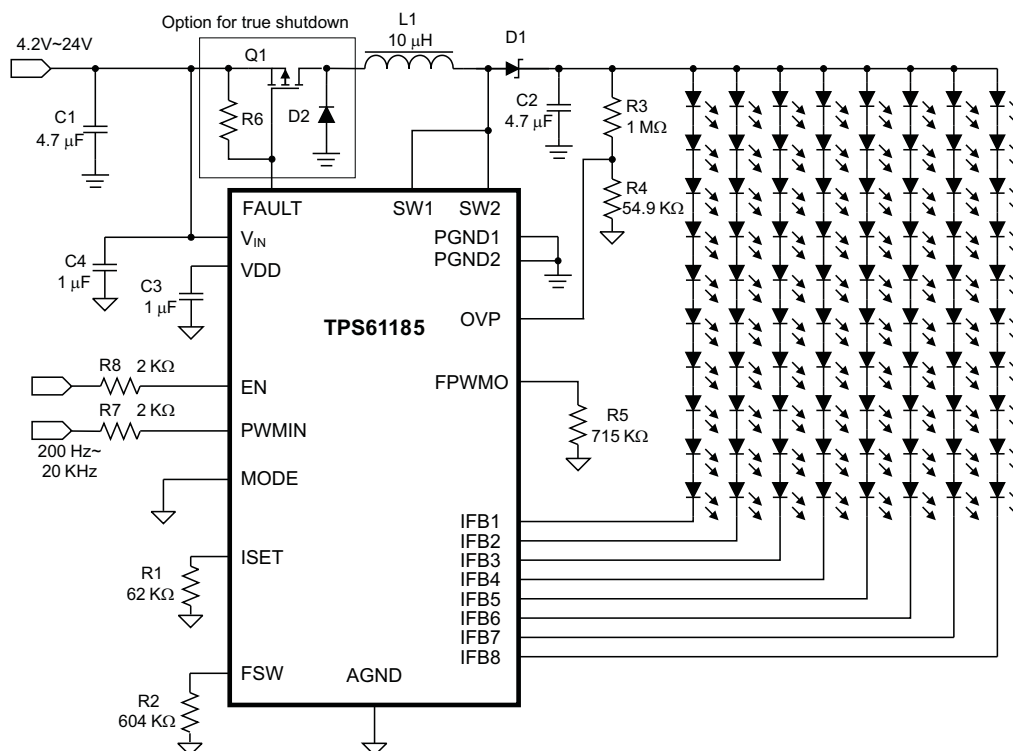 Option for true shutdown
L1
10 μH
4.2V~24V
Q1
D1
C1
4.7 μF
R6
D2
C2
4.7 μF
R3
1 MΩ
R4
54.9 KΩ
FAULT
SW1
SW2
VIN
PGND1
PGND2
C4
1 μF
VDD
C3
1 μF
TPS61185
OVP
R8
2 KΩ
EN
FPWMO
R7
2 KΩ
PWMIN
R5
715 KΩ
200 Hz~
20 KHz
MODE
IFB1
IFB2
IFB3
IFB4
IFB5
IFB6
IFB7
IFB8
ISET
R1
62 KΩ
FSW
AGND
R2
604 KΩ